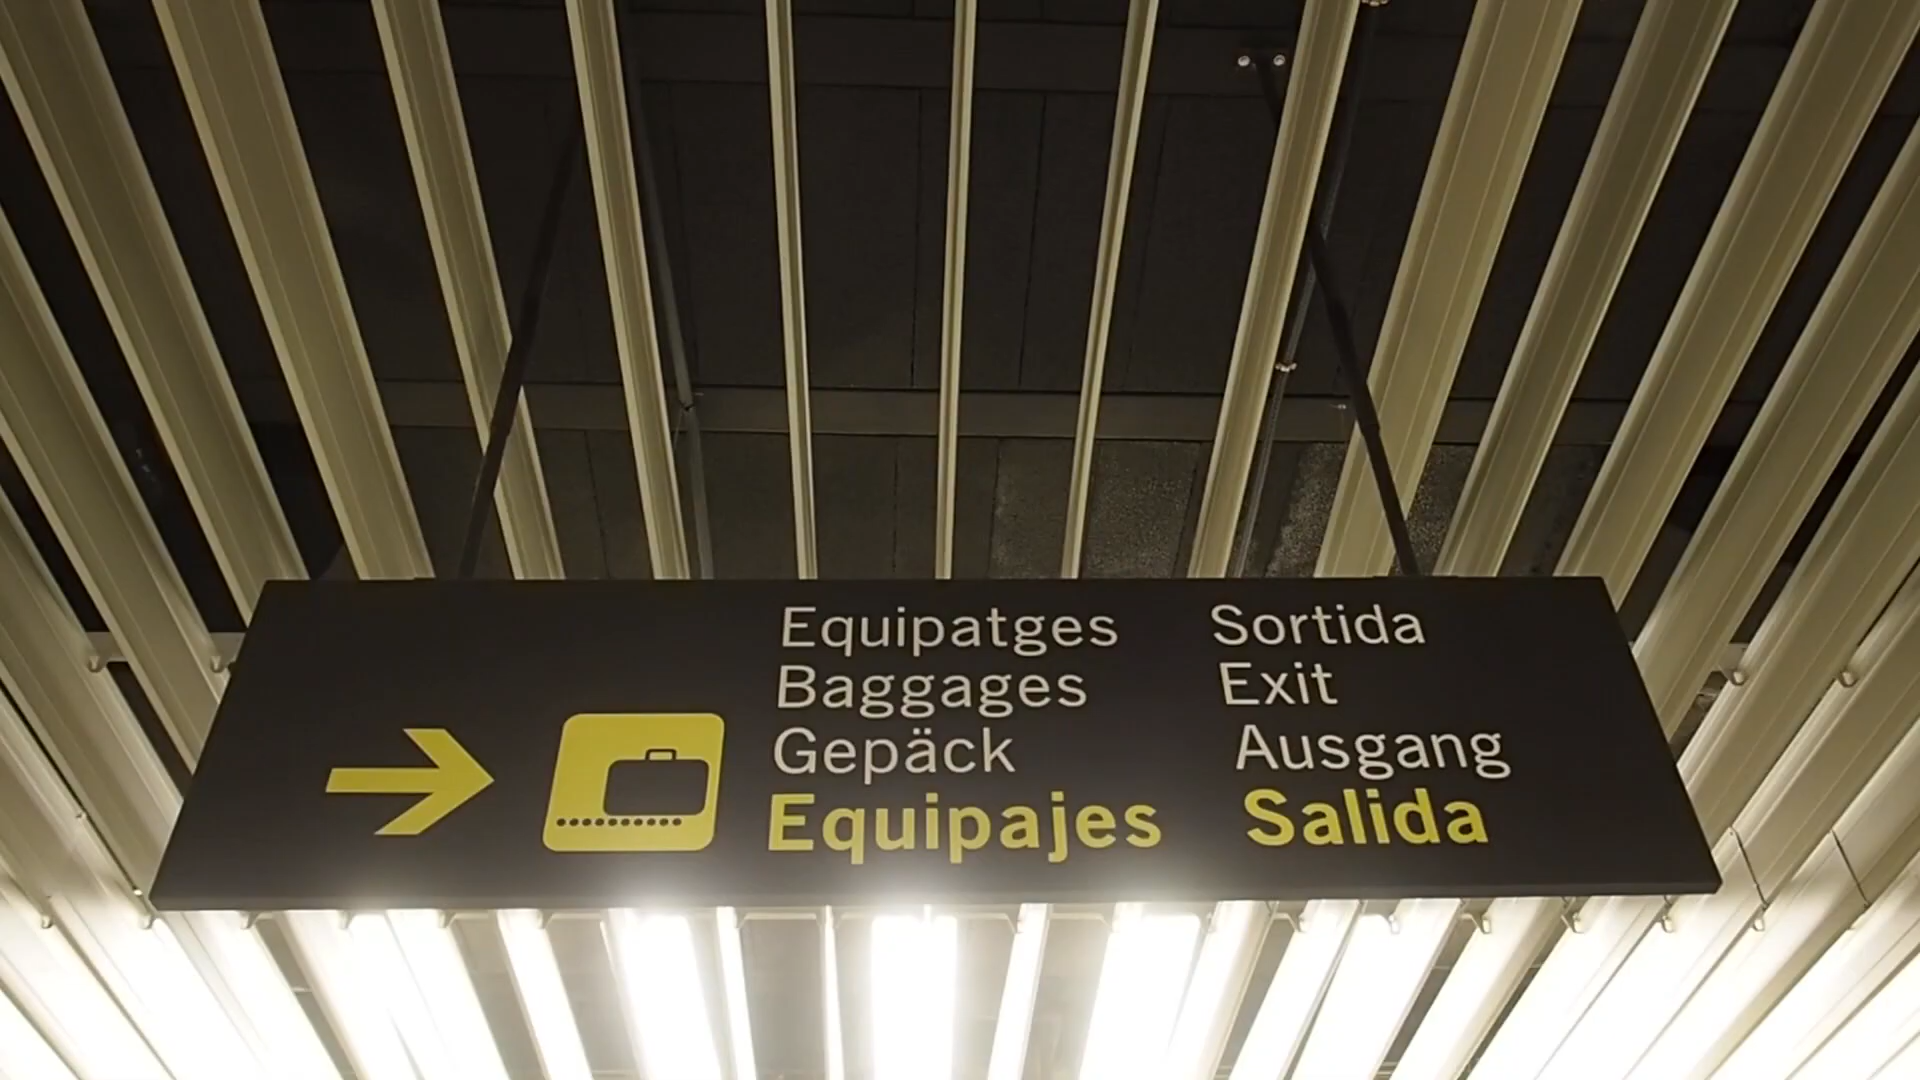 Equipatges
Baggages
Gepäck
Equipajes
Sortida
Exit
Ausgang
Salida